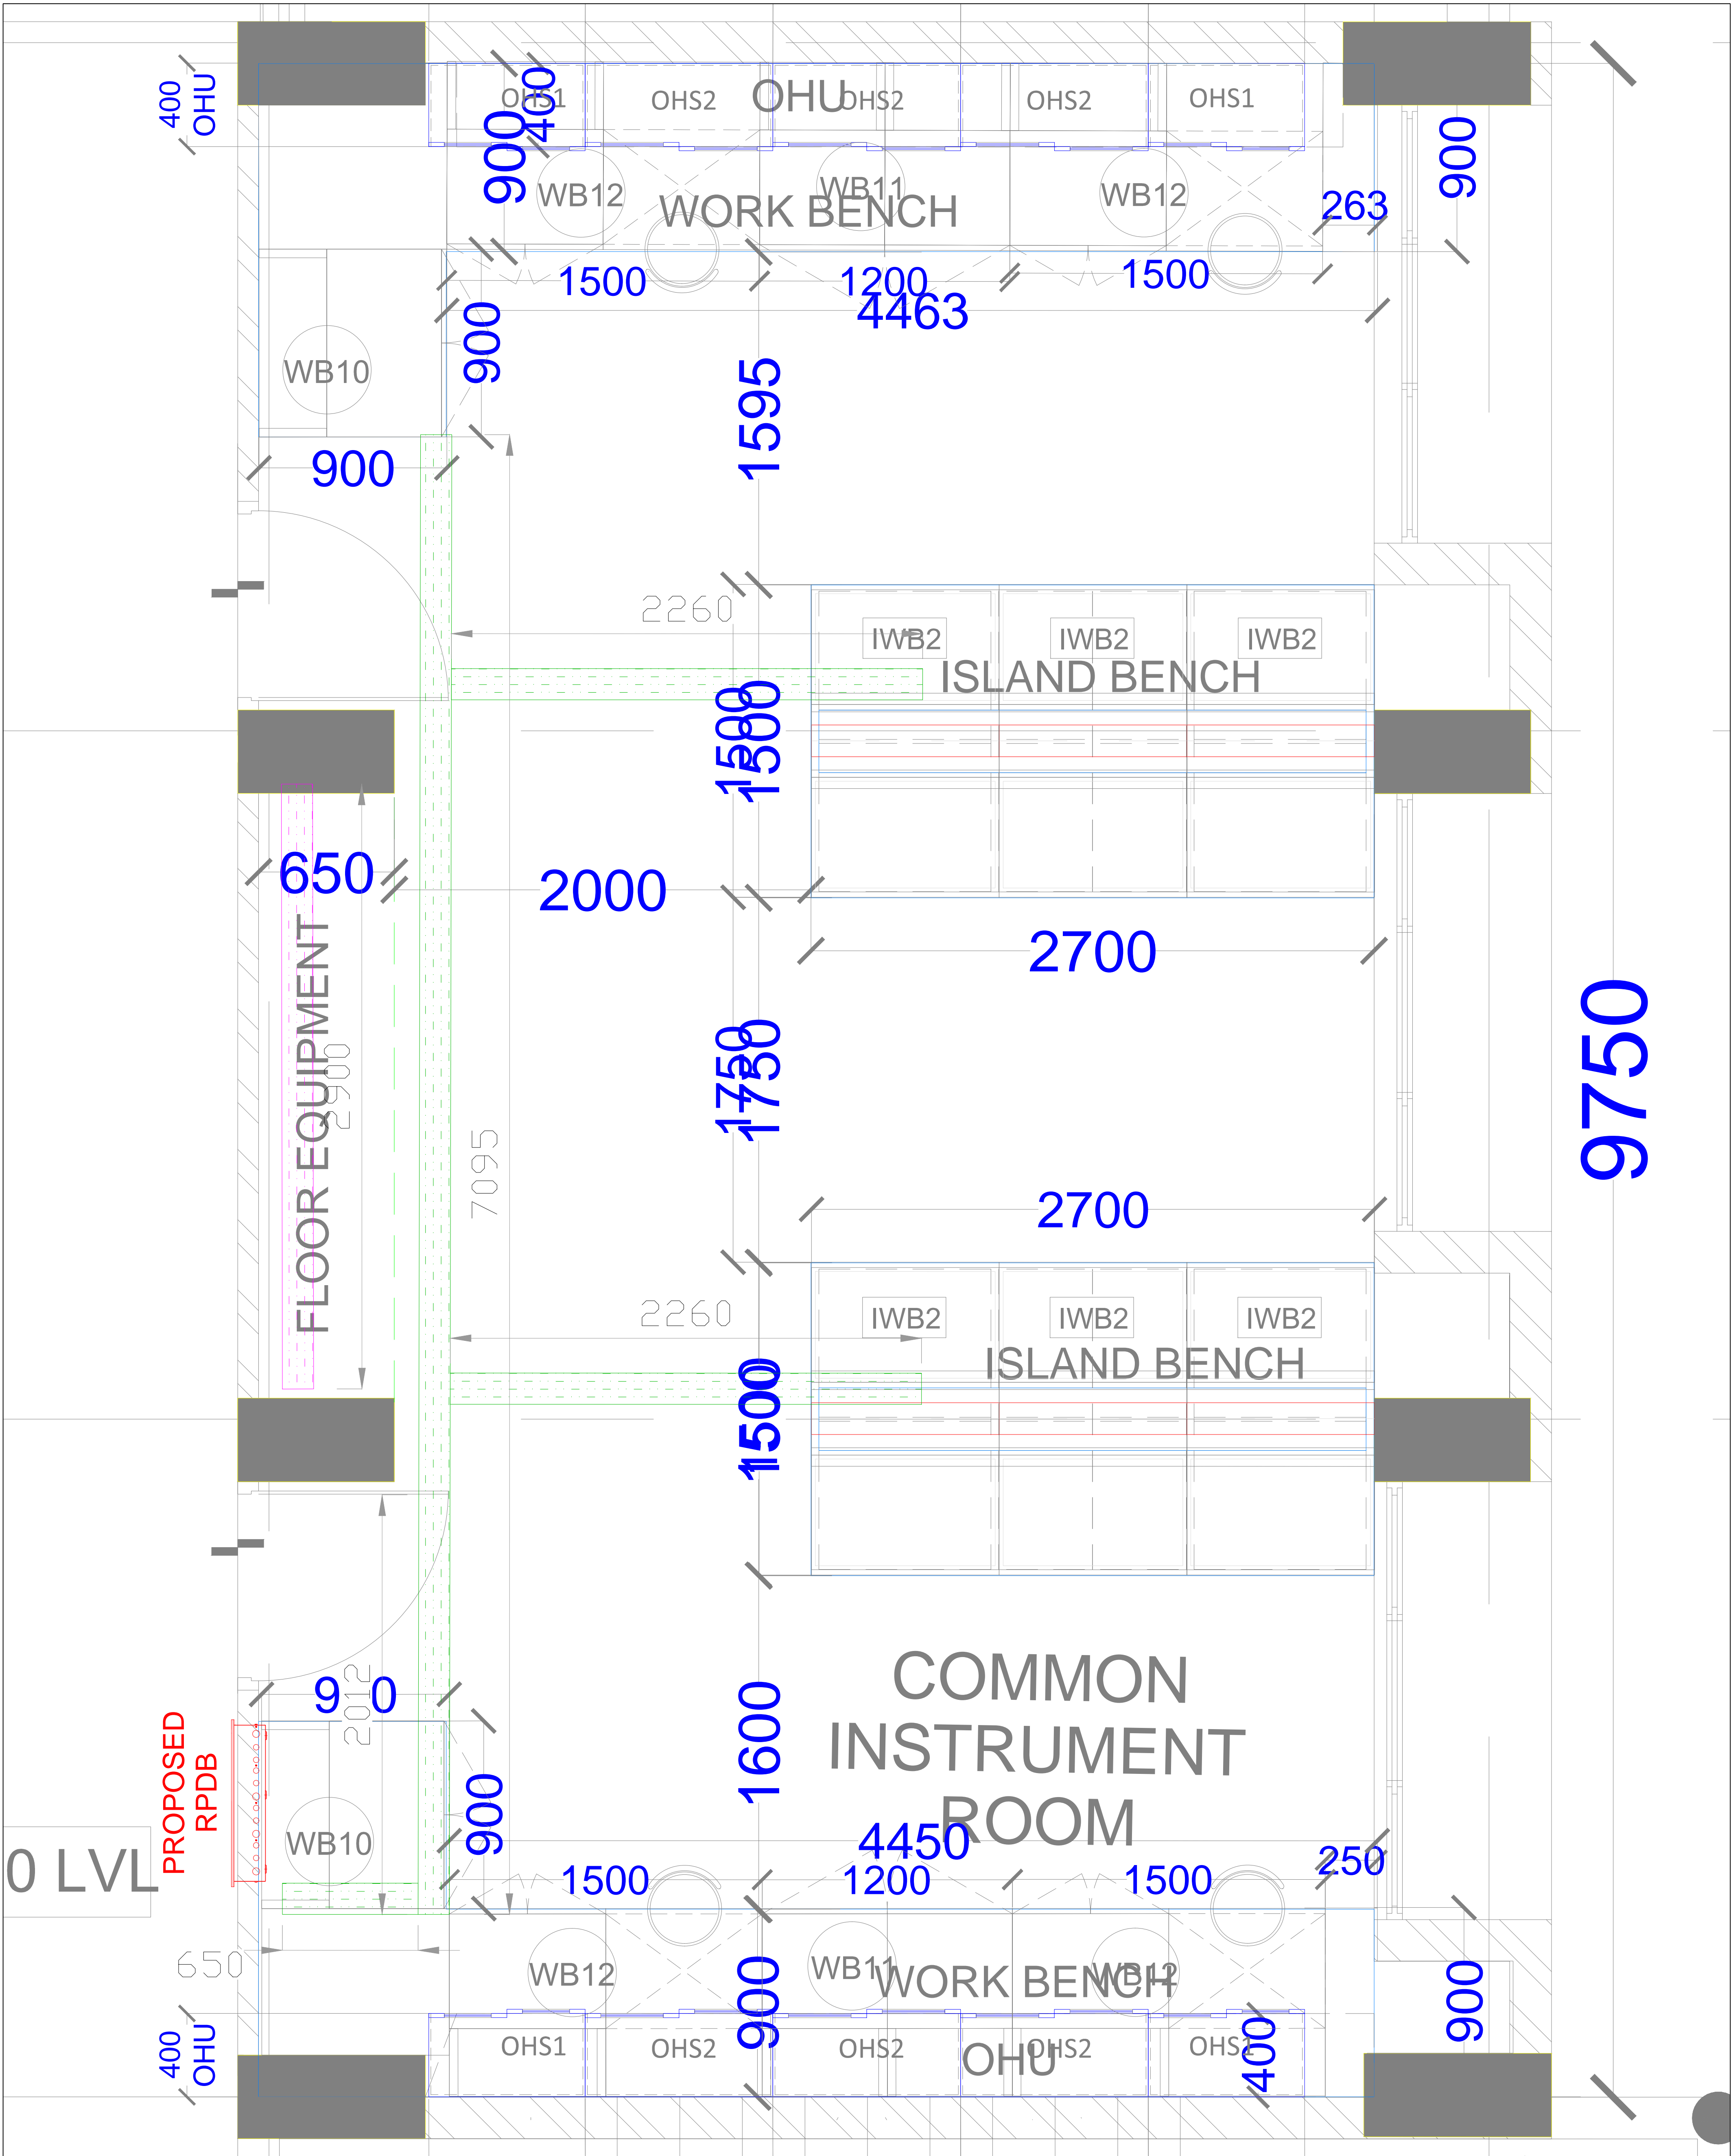 400
OHU
OHS1
400
OHS2
OHU
OHS2
OHS2
OHS1
900
900
WB12
WB11
WB12
WORK BENCH
263
1500
1200
1500
4463
900
WB10
1595
900
2260
IWB2
IWB2
IWB2
ISLAND BENCH
1500
1500
650
2000
2700
FLOOR EQUIPMENT
2900
1750
1750
9750
7095
2700
2260
IWB2
IWB2
IWB2
ISLAND BENCH
1500
COMMON
INSTRUMENT
ROOM
2012
1600
PROPOSED
RPDB
900
WB10
4450
250
1500
1200
1500
0 LVL
650
WB12
WB11
WORK BENCH
WB12
900
900
400
OHU
OHS1
OHS2
OHS2
OHU
OHS2
OHS1
400